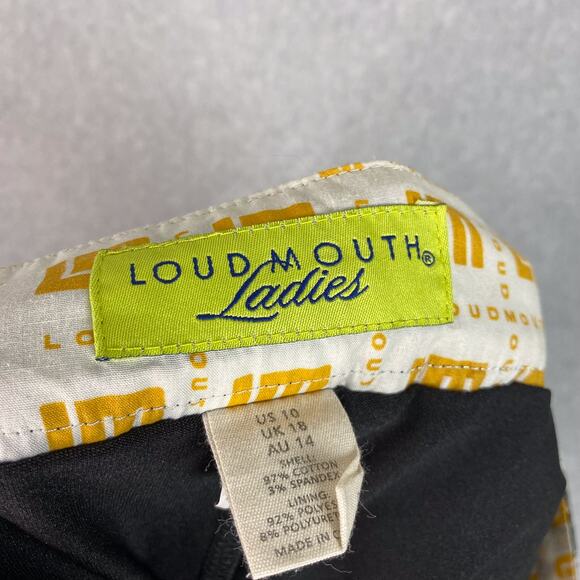 LOUDMOUTH®
Ladies
LOUDMOUTH
US 10
UK 18
AU 14
SHELL:
97% COTTON
3% SPANDEX
LINING:
92% POLYES
8% POLYURET
MADE IN C